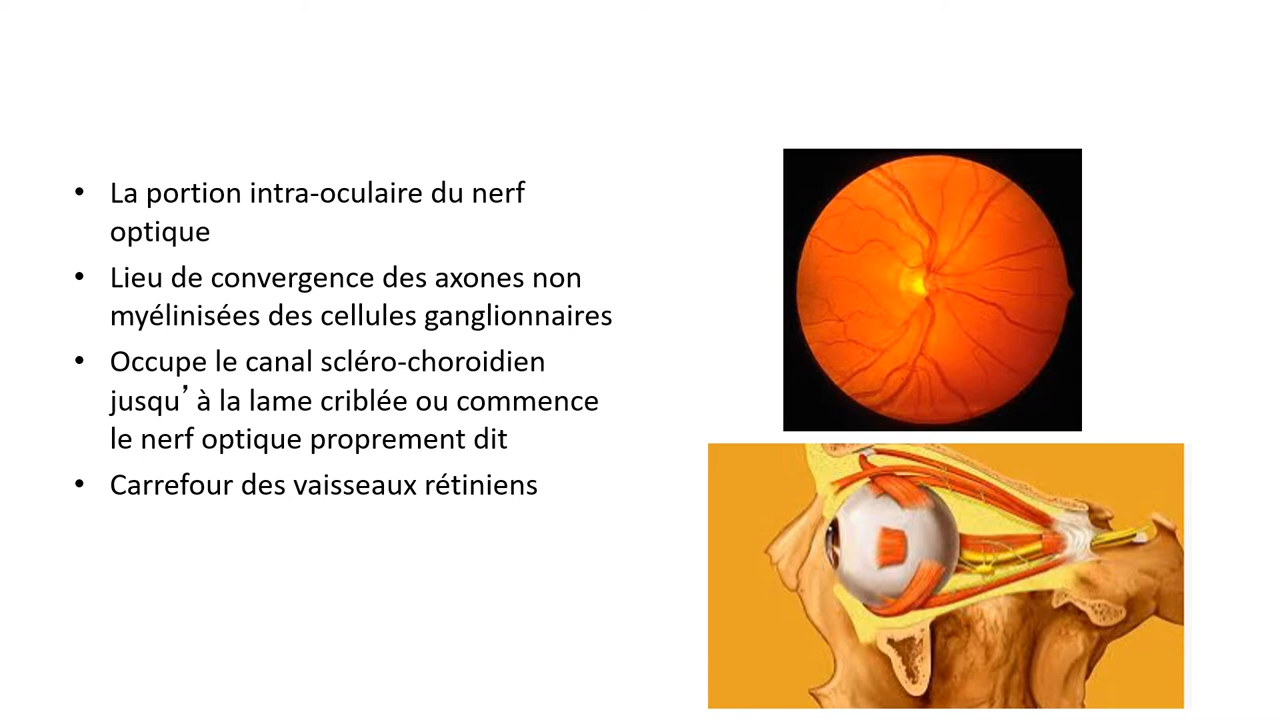 • La portion intra-oculaire du nerf
optique
• Lieu de convergence des axones non
myélinisées des cellules ganglionnaires
• Occupe le canal scléro-choroidien
jusqu’ à la lame criblée ou commence
le nerf optique proprement dit
• Carrefour des vaisseaux rétiniens